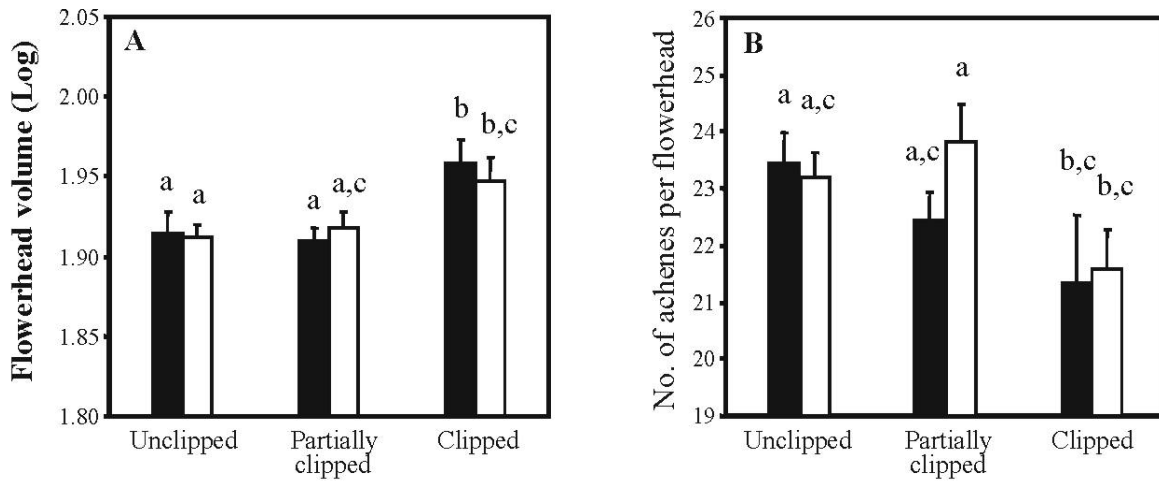 Flowerhead volume (Log)
2.05
2.00
1.95
1.90
1.85
1.80
A
a
a
a
a,c
b
b,c
Unclipped
Partially
clipped
Clipped
No. of achenes per flowerhead
26
25
24
23
22
21
20
19
B
a
a,c
a,c
a
b,c
b,c
Unclipped
Partially
clipped
Clipped